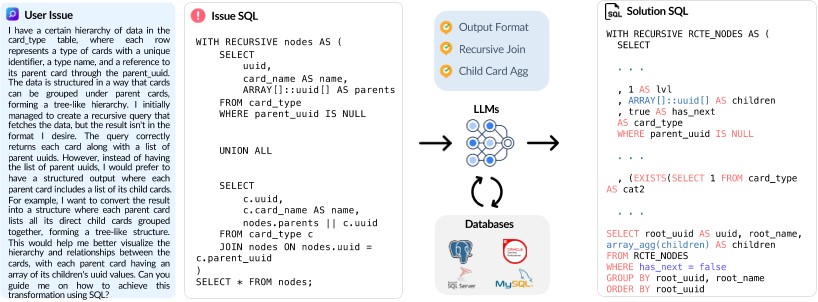 User Issue
I have a certain hierarchy of data in the
card_type table, where each row
represents a type of cards with a unique
identifier, a type name, and a reference to
its parent card through the parent_uuid.
The data is structured in a way that cards
can be grouped under parent cards,
forming a tree-like hierarchy. I initially
managed to create a recursive query that
fetches the data, but the result isn't in the
format I desire. The query correctly
returns each card along with a list of
parent uuids. However, instead of having
the list of parent uuids, I would prefer to
have a structured output where each
parent card includes a list of its child cards.
For example, I want to convert the result
into a structure where each parent card
lists all its direct child cards grouped
together, forming a tree-like structure.
This would help me better visualize the
hierarchy and relationships between the
cards, with each parent card having an
array of its children's uuid values. Can you
guide me on how to achieve this
transformation using SQL?
Issue SQL
WITH RECURSIVE nodes AS (
SELECT
uuid,
card_name AS name,
ARRAY[]::uuid[] AS parents
FROM card_type
WHERE parent_uuid IS NULL
UNION ALL
SELECT
c.uuid,
c.card_name AS name,
nodes.parents || c.uuid
FROM card_type c
JOIN nodes ON nodes.uuid =
c.parent_uuid
)
SELECT * FROM nodes;
Output Format
Recursive Join
Child Card Agg
LLMs
Databases
ORACLE
SQL Server
MySQL
SQL
Solution SQL
WITH RECURSIVE RCTE_NODES AS (
SELECT
. . .
, 1 AS lvl
, ARRAY[]::uuid[] AS children
, true AS has_next
AS card_type
WHERE parent_uuid IS NULL
. . .
, (EXISTS(SELECT 1 FROM card_type
AS cat2
. . .
SELECT root_uuid AS uuid, root_name,
array_agg(children) AS children
FROM RCTE_NODES
WHERE has_next = false
GROUP BY root_uuid, root_name
ORDER BY root_uuid